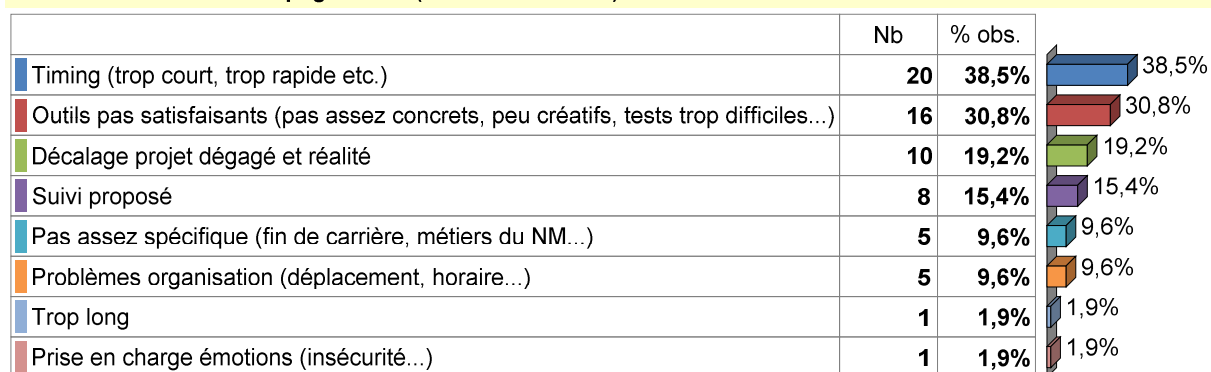 Nb % obs.
Timing (trop court, trop rapide etc.) 20 38,5% 38,5%
Outils pas satisfaisants (pas assez concrets, peu créatifs, tests trop difficiles...) 16 30,8% 30,8%
Décalage projet dégagé et réalité 10 19,2% 19,2%
Suivi proposé 8 15,4% 15,4%
Pas assez spécifique (fin de carrière, métiers du NM...) 5 9,6% 9,6%
Problèmes organisation (déplacement, horaire...) 5 9,6% 9,6%
Trop long 1 1,9% 1,9%
Prise en charge émotions (insécurité...) 1 1,9% 1,9%